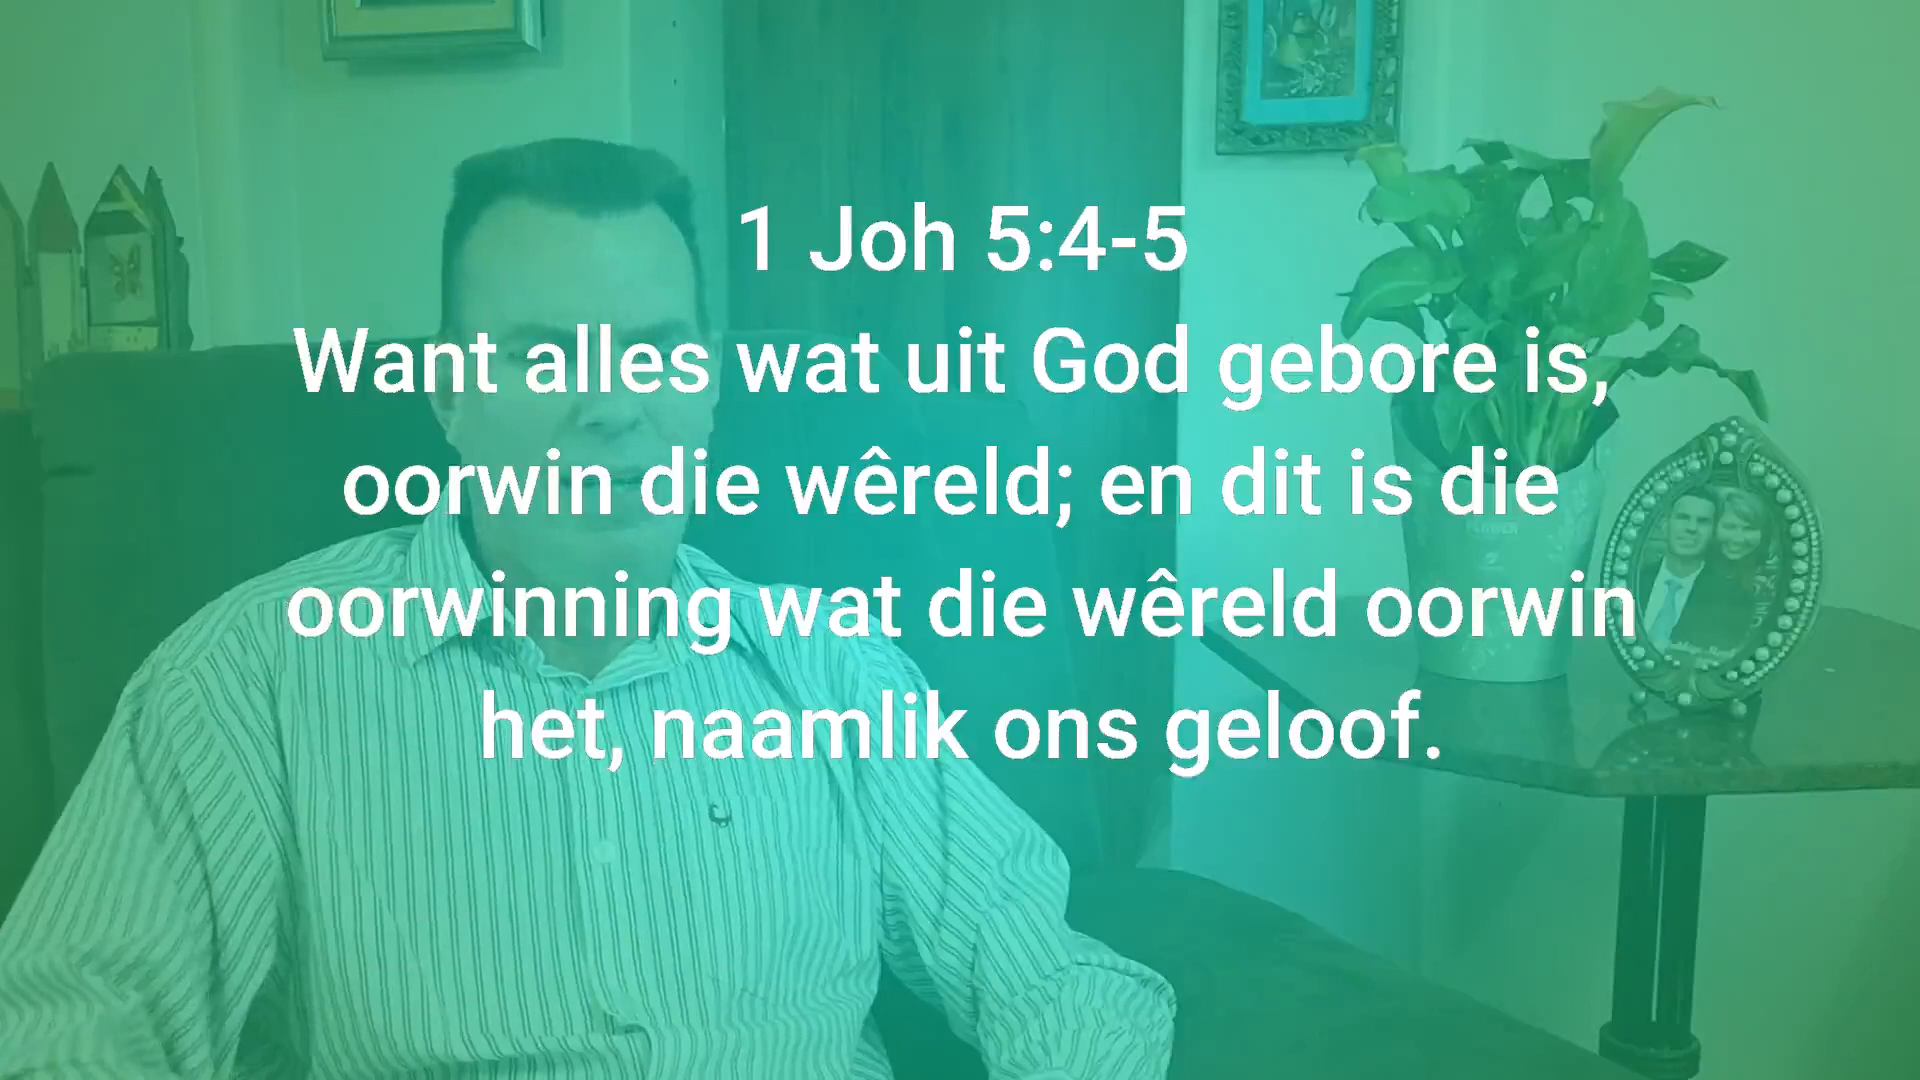 1 Joh 5:4-5
Want alles wat uit God gebore is,
oorwin die wêreld; en dit is die
oorwinning wat die wêreld oorwin
het, naamlik ons geloof.